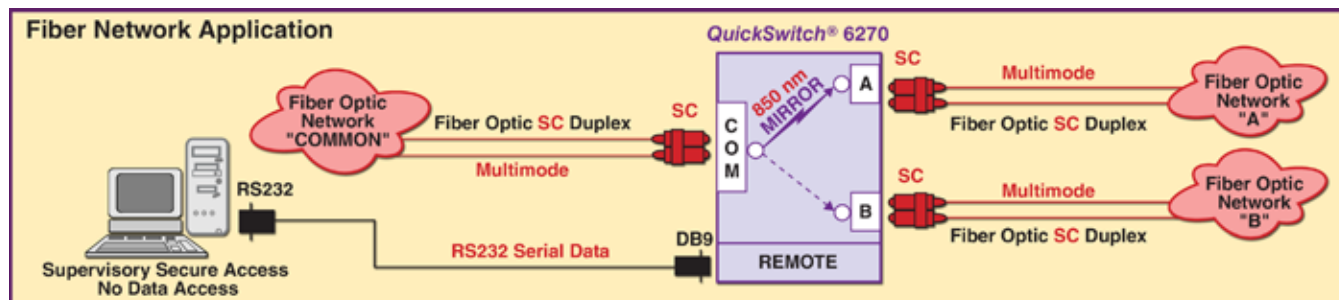 Fiber Network Application
QuickSwitch® 6270
Fiber Optic
Network
"COMMON"
Fiber Optic SC Duplex
Multimode
SC
C
O
M
850 nm
MIRROR
A
B
REMOTE
SC
Multimode
Fiber Optic SC Duplex
Fiber Optic
Network
"A"
SC
Multimode
Fiber Optic SC Duplex
Fiber Optic
Network
"B"
RS232
RS232 Serial Data
DB9
Supervisory Secure Access
No Data Access